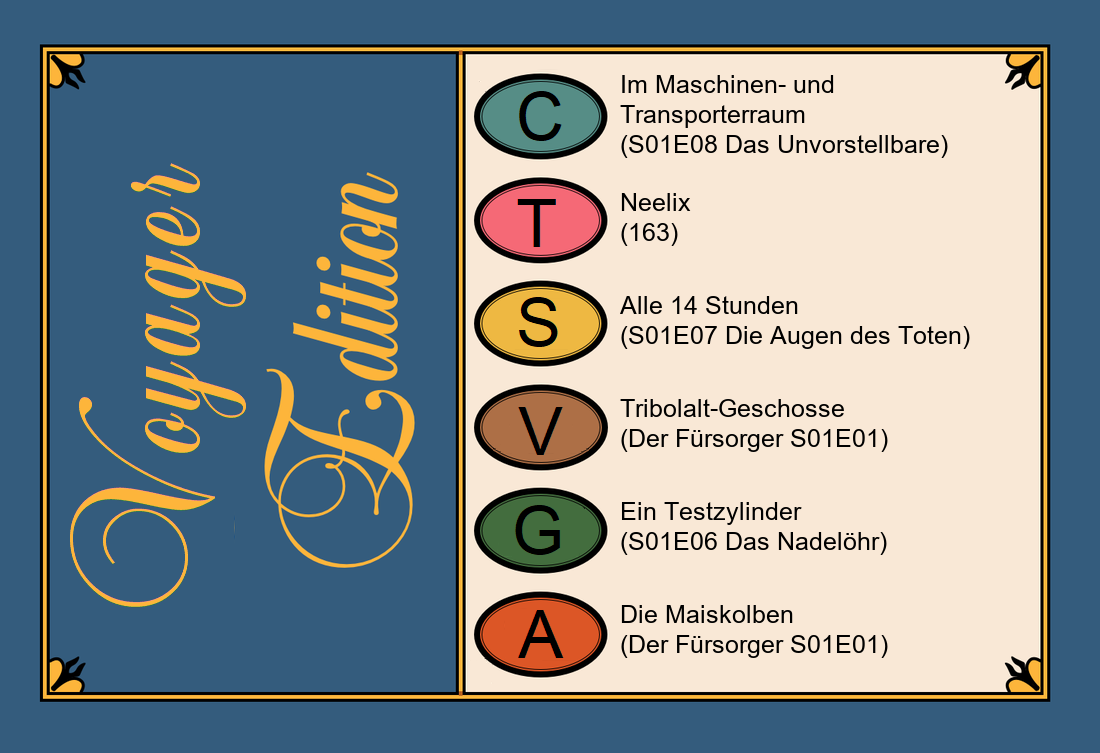 Voyager
Edition
C
Im Maschinen- und
Transporterraum
(S01E08 Das Unvorstellbare)
T
Neelix
(163)
S
Alle 14 Stunden
(S01E07 Die Augen des Toten)
V
Tribolalt-Geschosse
(Der Fürsorger S01E01)
G
Ein Testzylinder
(S01E06 Das Nadelöhr)
A
Die Maiskolben
(Der Fürsorger S01E01)